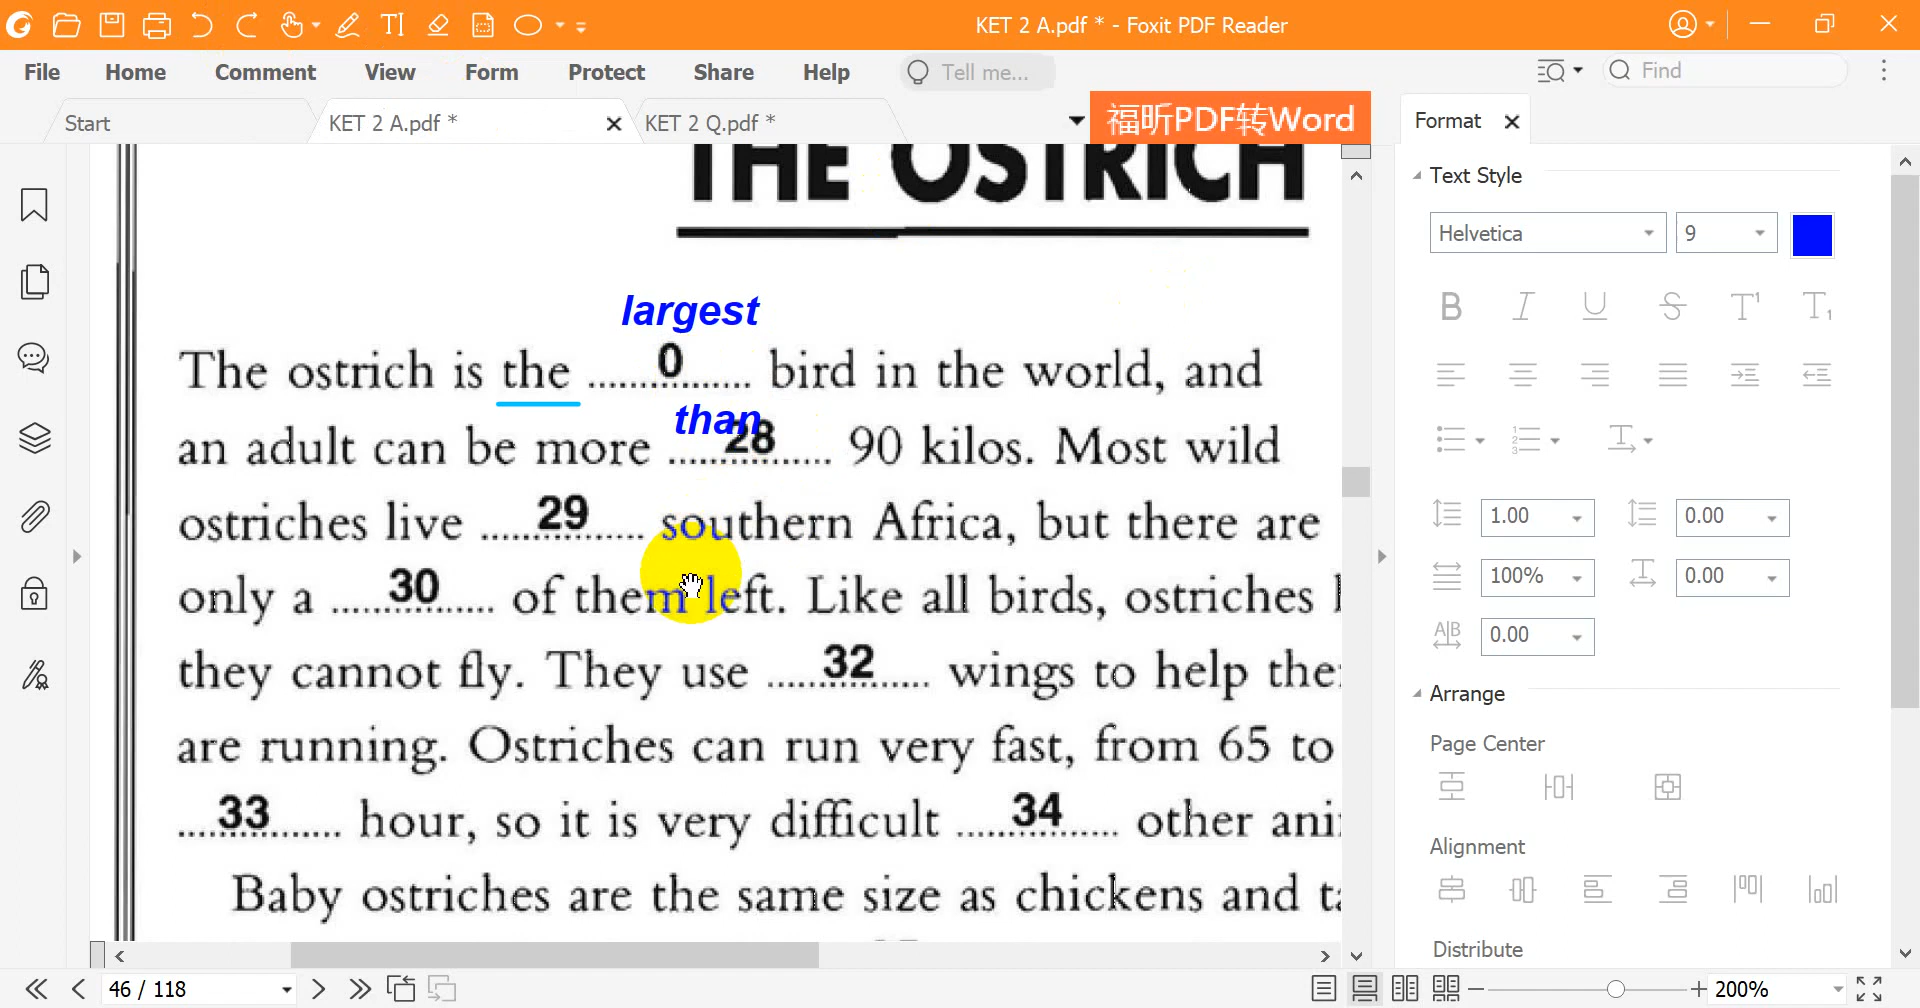 KET 2 A.pdf * - Foxit PDF Reader
File Home Comment View Form Protect Share Help Tell me... Find
Start KET 2 A.pdf * KET 2 Q.pdf * 福昕PDF转Word Format
THE OSTRICH
largest
The ostrich is the ........0........ bird in the world, and
than
an adult can be more ........28........ 90 kilos. Most wild
ostriches live ........29........ southern Africa, but there are
only a ........30........ of them left. Like all birds, ostriches
they cannot fly. They use ........32........ wings to help
are running. Ostriches can run very fast, from 65 to
........33........ hour, so it is very difficult ........34........ other
Baby ostriches are the same size as chickens and
Text Style
Helvetica 9
1.00 0.00
100% 0.00
0.00
Arrange
Page Center
Alignment
Distribute
46 / 118 200%